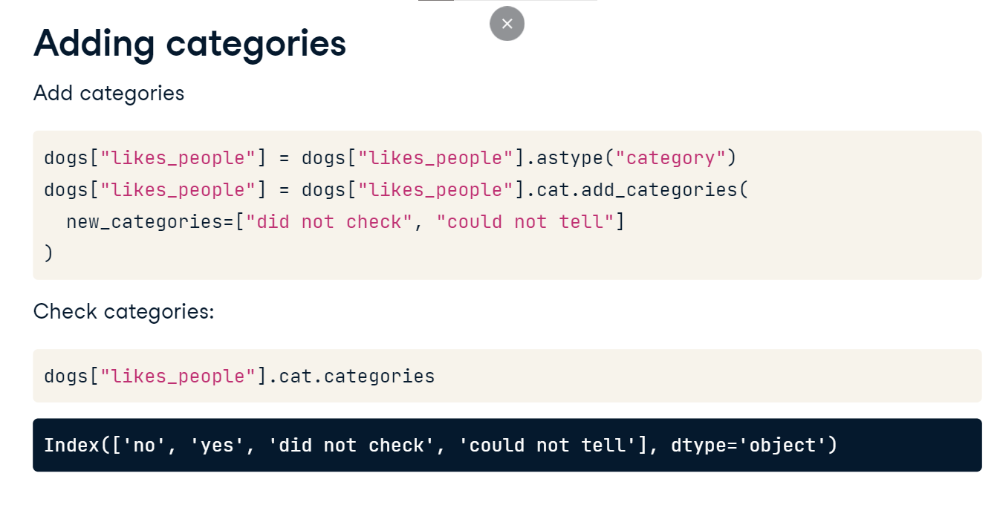 Adding categories
Add categories
dogs["likes_people"] = dogs["likes_people"].astype("category")
dogs["likes_people"] = dogs["likes_people"].cat.add_categories(
  new_categories=["did not check", "could not tell"]
)
Check categories:
dogs["likes_people"].cat.categories
Index(['no', 'yes', 'did not check', 'could not tell'], dtype='object')